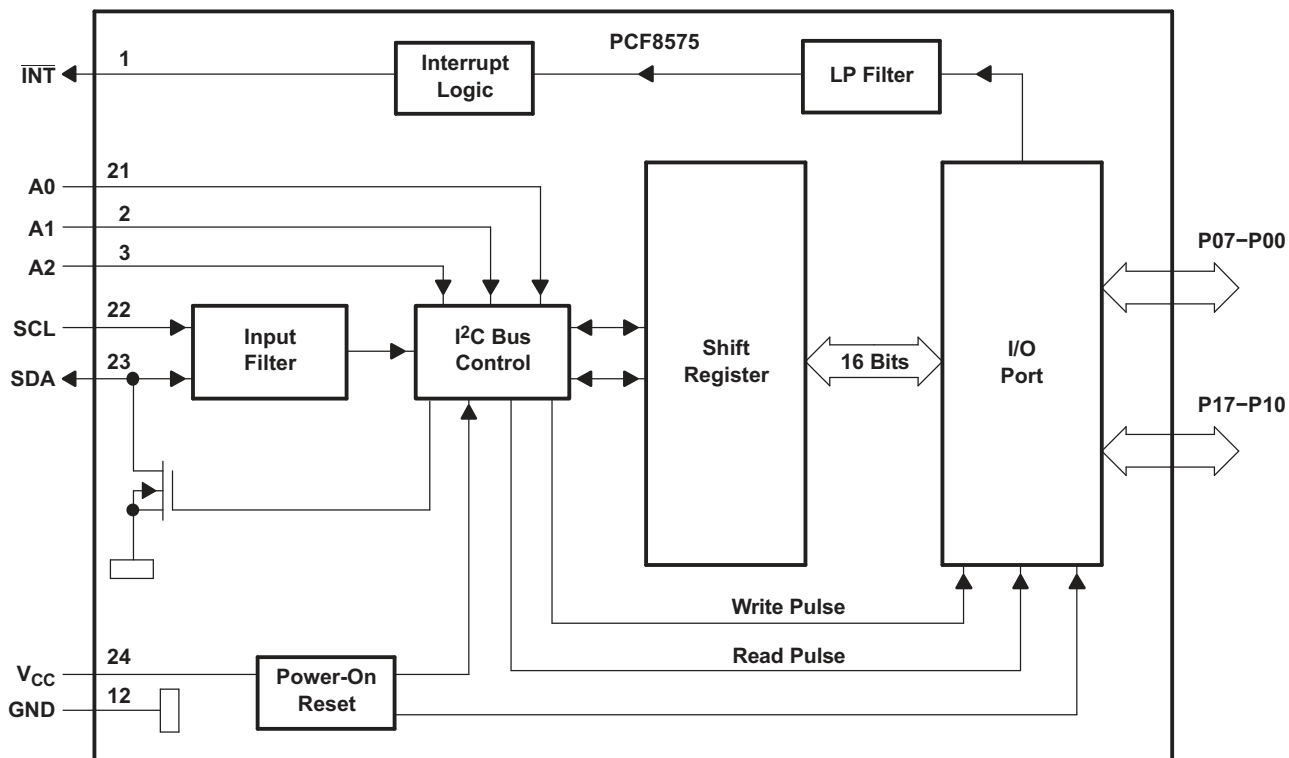 PCF8575
INT
1
Interrupt
Logic
LP Filter
A0
21
A1
2
A2
3
SCL
22
SDA
23
Input
Filter
I²C Bus
Control
Shift
Register
16 Bits
I/O
Port
P07–P00
P17–P10
Write Pulse
Read Pulse
VCC
24
GND
12
Power-On
Reset